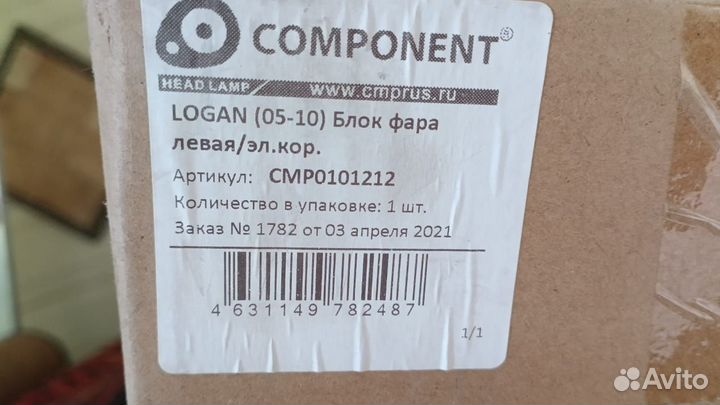 COMPONENT®
HEAD LAMP www.cmprus.ru
LOGAN (05-10) Блок фара
левая/эл.кор.
Артикул: CMP0101212
Количество в упаковке: 1 шт.
Заказ № 1782 от 03 апреля 2021
4 631149 782487
1/1
Avito